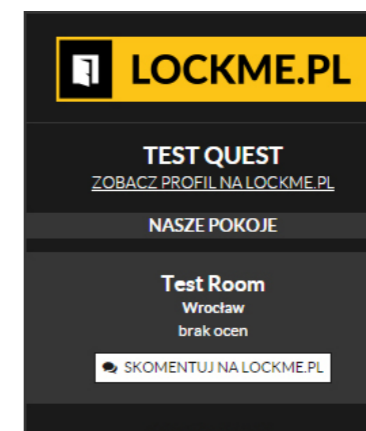 LOCKME.PL
TEST QUEST
ZOBACZ PROFIL NA LOCKME.PL
NASZE POKOJE
Test Room
Wrocław
brak ocen
SKOMENTUJ NA LOCKME.PL